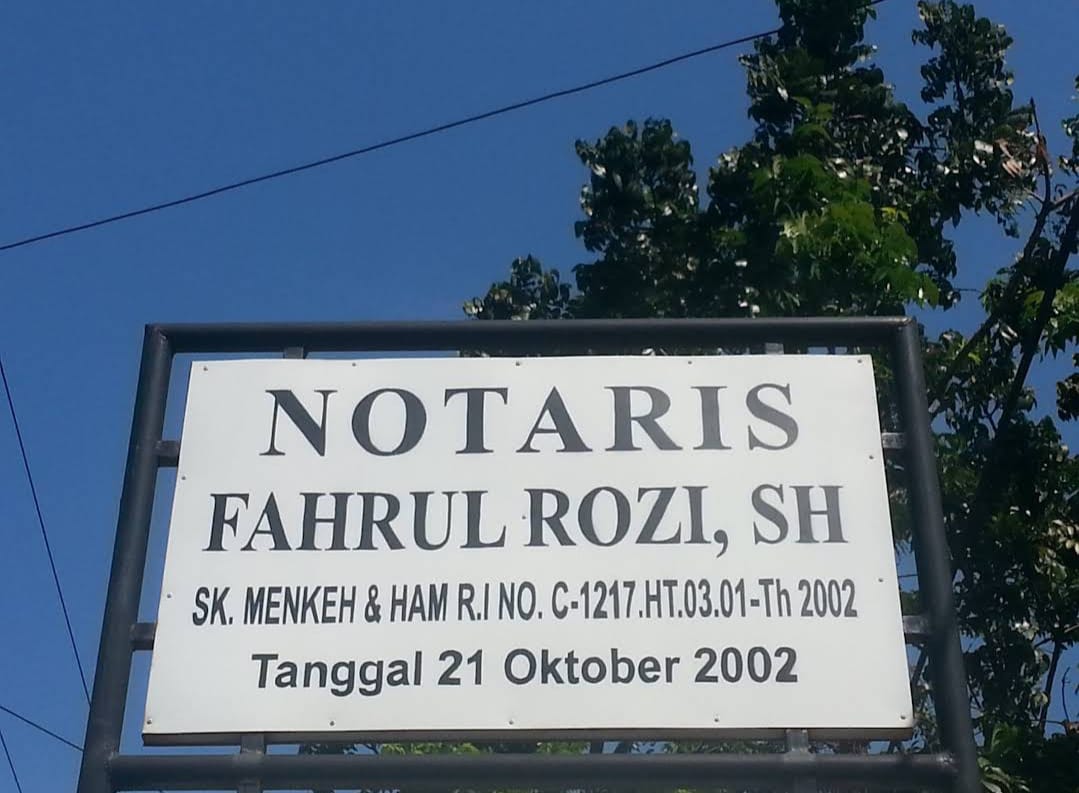 NOTARIS
FAHRUL ROZI, SH
SK. MENKEH & HAM R.I NO. C-1217.HT.03.01-Th 2002
Tanggal 21 Oktober 2002